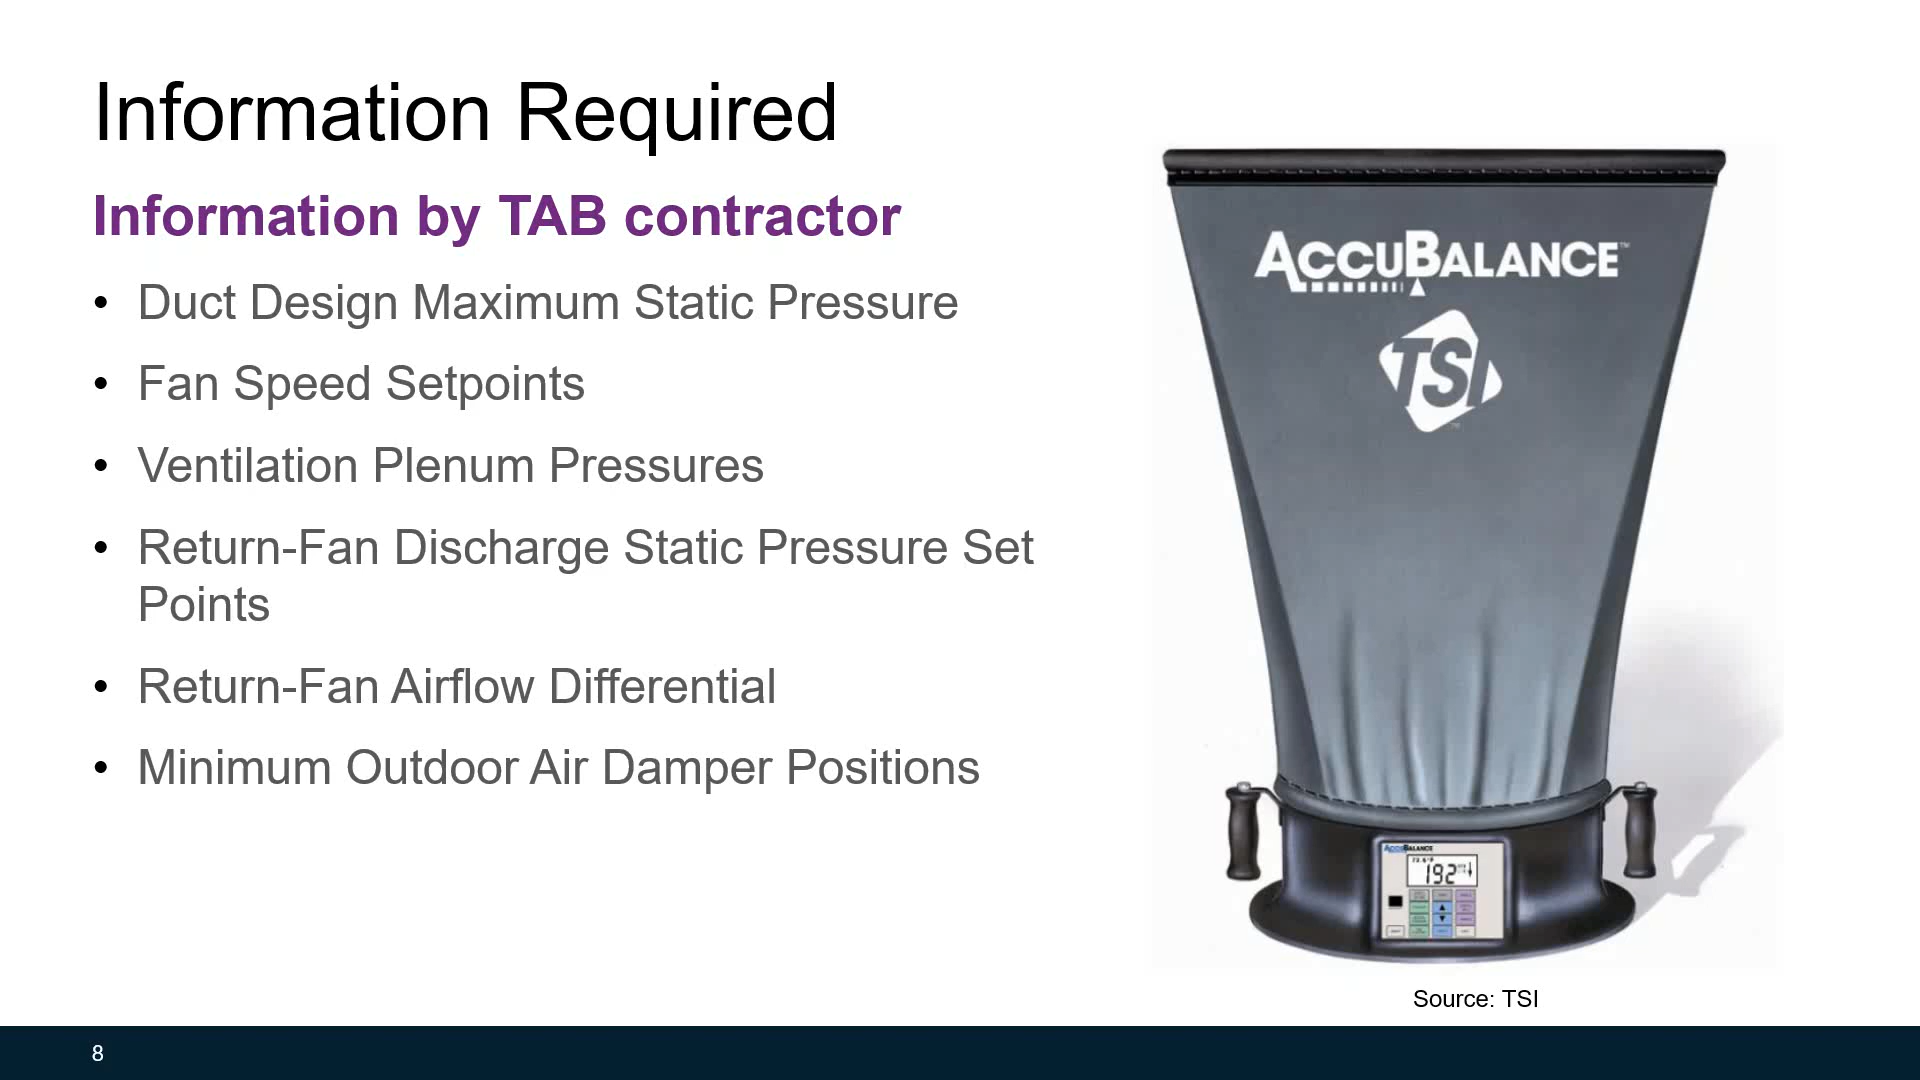 Information Required
Information by TAB contractor
• Duct Design Maximum Static Pressure
• Fan Speed Setpoints
• Ventilation Plenum Pressures
• Return-Fan Discharge Static Pressure Set
Points
• Return-Fan Airflow Differential
• Minimum Outdoor Air Damper Positions
ACCUBALANCE™
TSI
ACCUBALANCE
192
Source: TSI
8